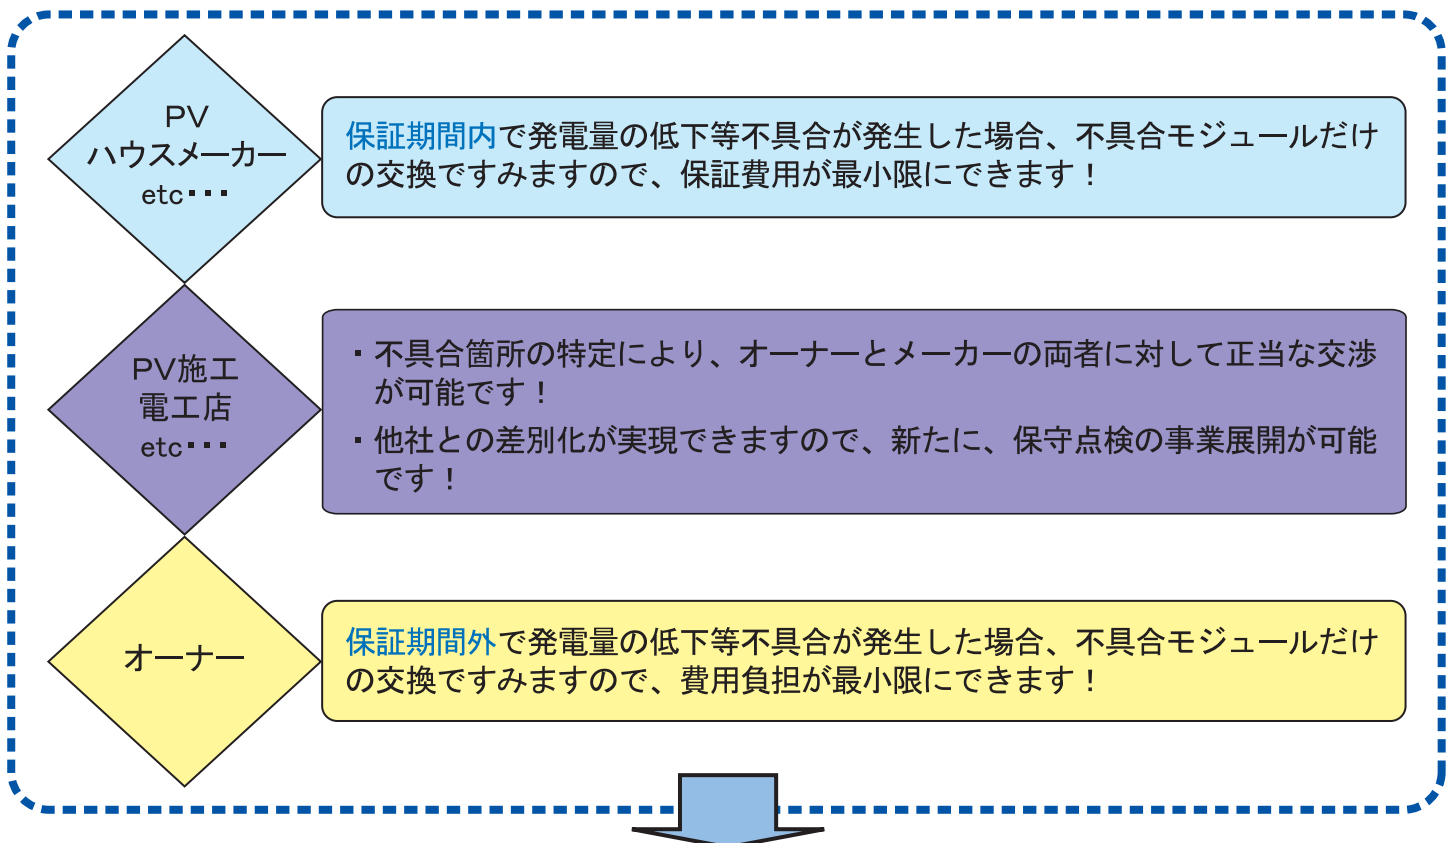 PV
ハウスメーカー
etc・・・
保証期間内で発電量の低下等不具合が発生した場合、不具合モジュールだけ
の交換ですみますので、保証費用が最小限にできます！
PV施工
電工店
etc・・・
・不具合箇所の特定により、オーナーとメーカーの両者に対して正当な交渉
が可能です！
・他社との差別化が実現できますので、新たに、保守点検の事業展開が可能
です！
オーナー
保証期間外で発電量の低下等不具合が発生した場合、不具合モジュールだけ
の交換ですみますので、費用負担が最小限にできます！